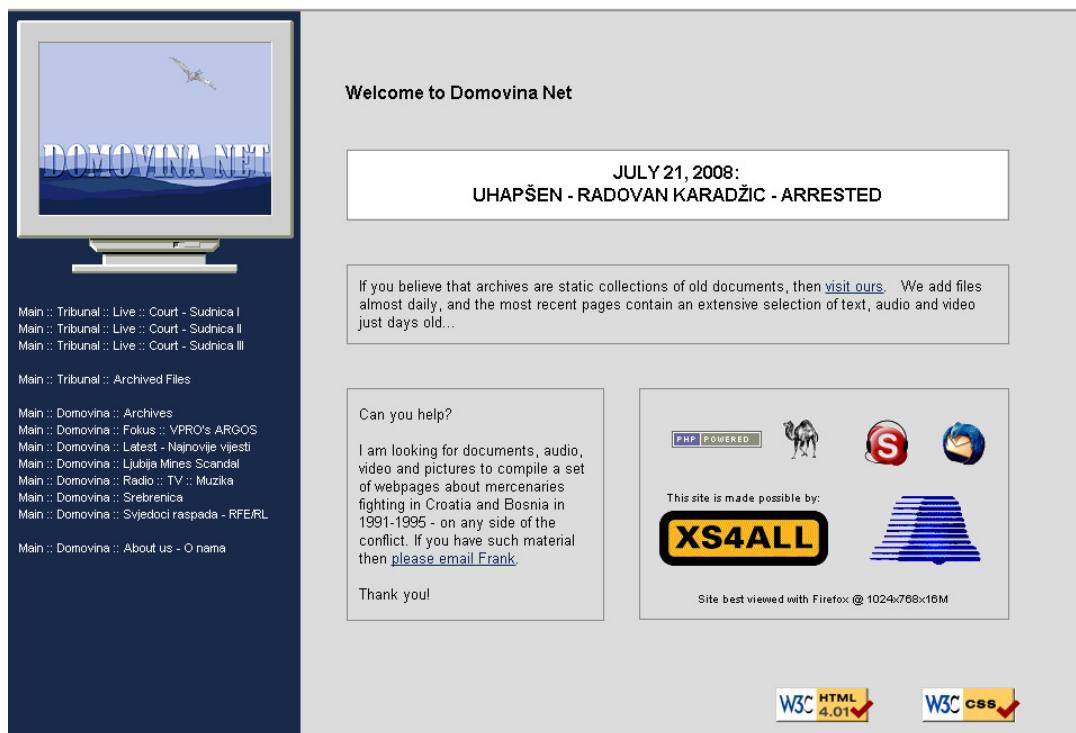 DOMOVINA NET
Main :: Tribunal :: Live :: Court - Sudnica I
Main :: Tribunal :: Live :: Court - Sudnica II
Main :: Tribunal :: Live :: Court - Sudnica III
Main :: Tribunal :: Archived Files
Main :: Domovina :: Archives
Main :: Domovina :: Fokus :: VPRO's ARGOS
Main :: Domovina :: Latest - Najnovije vijesti
Main :: Domovina :: Ljubija Mines Scandal
Main :: Domovina :: Radio :: TV :: Muzika
Main :: Domovina :: Srebrenica
Main :: Domovina :: Svjedoci raspada - RFE/RL
Main :: Domovina :: About us - O nama
Welcome to Domovina Net
JULY 21, 2008:
UHAPŠEN - RADOVAN KARADŽIC - ARRESTED
If you believe that archives are static collections of old documents, then visit ours. We add files
almost daily, and the most recent pages contain an extensive selection of text, audio and video
just days old...
Can you help?
I am looking for documents, audio,
video and pictures to compile a set
of webpages about mercenaries
fighting in Croatia and Bosnia in
1991-1995 - on any side of the
conflict. If you have such material
then please email Frank.
Thank you!
PHP POWERED
S
This site is made possible by:
XS4ALL
Site best viewed with Firefox @ 1024x768x16M
W3C HTML 4.01
W3C css